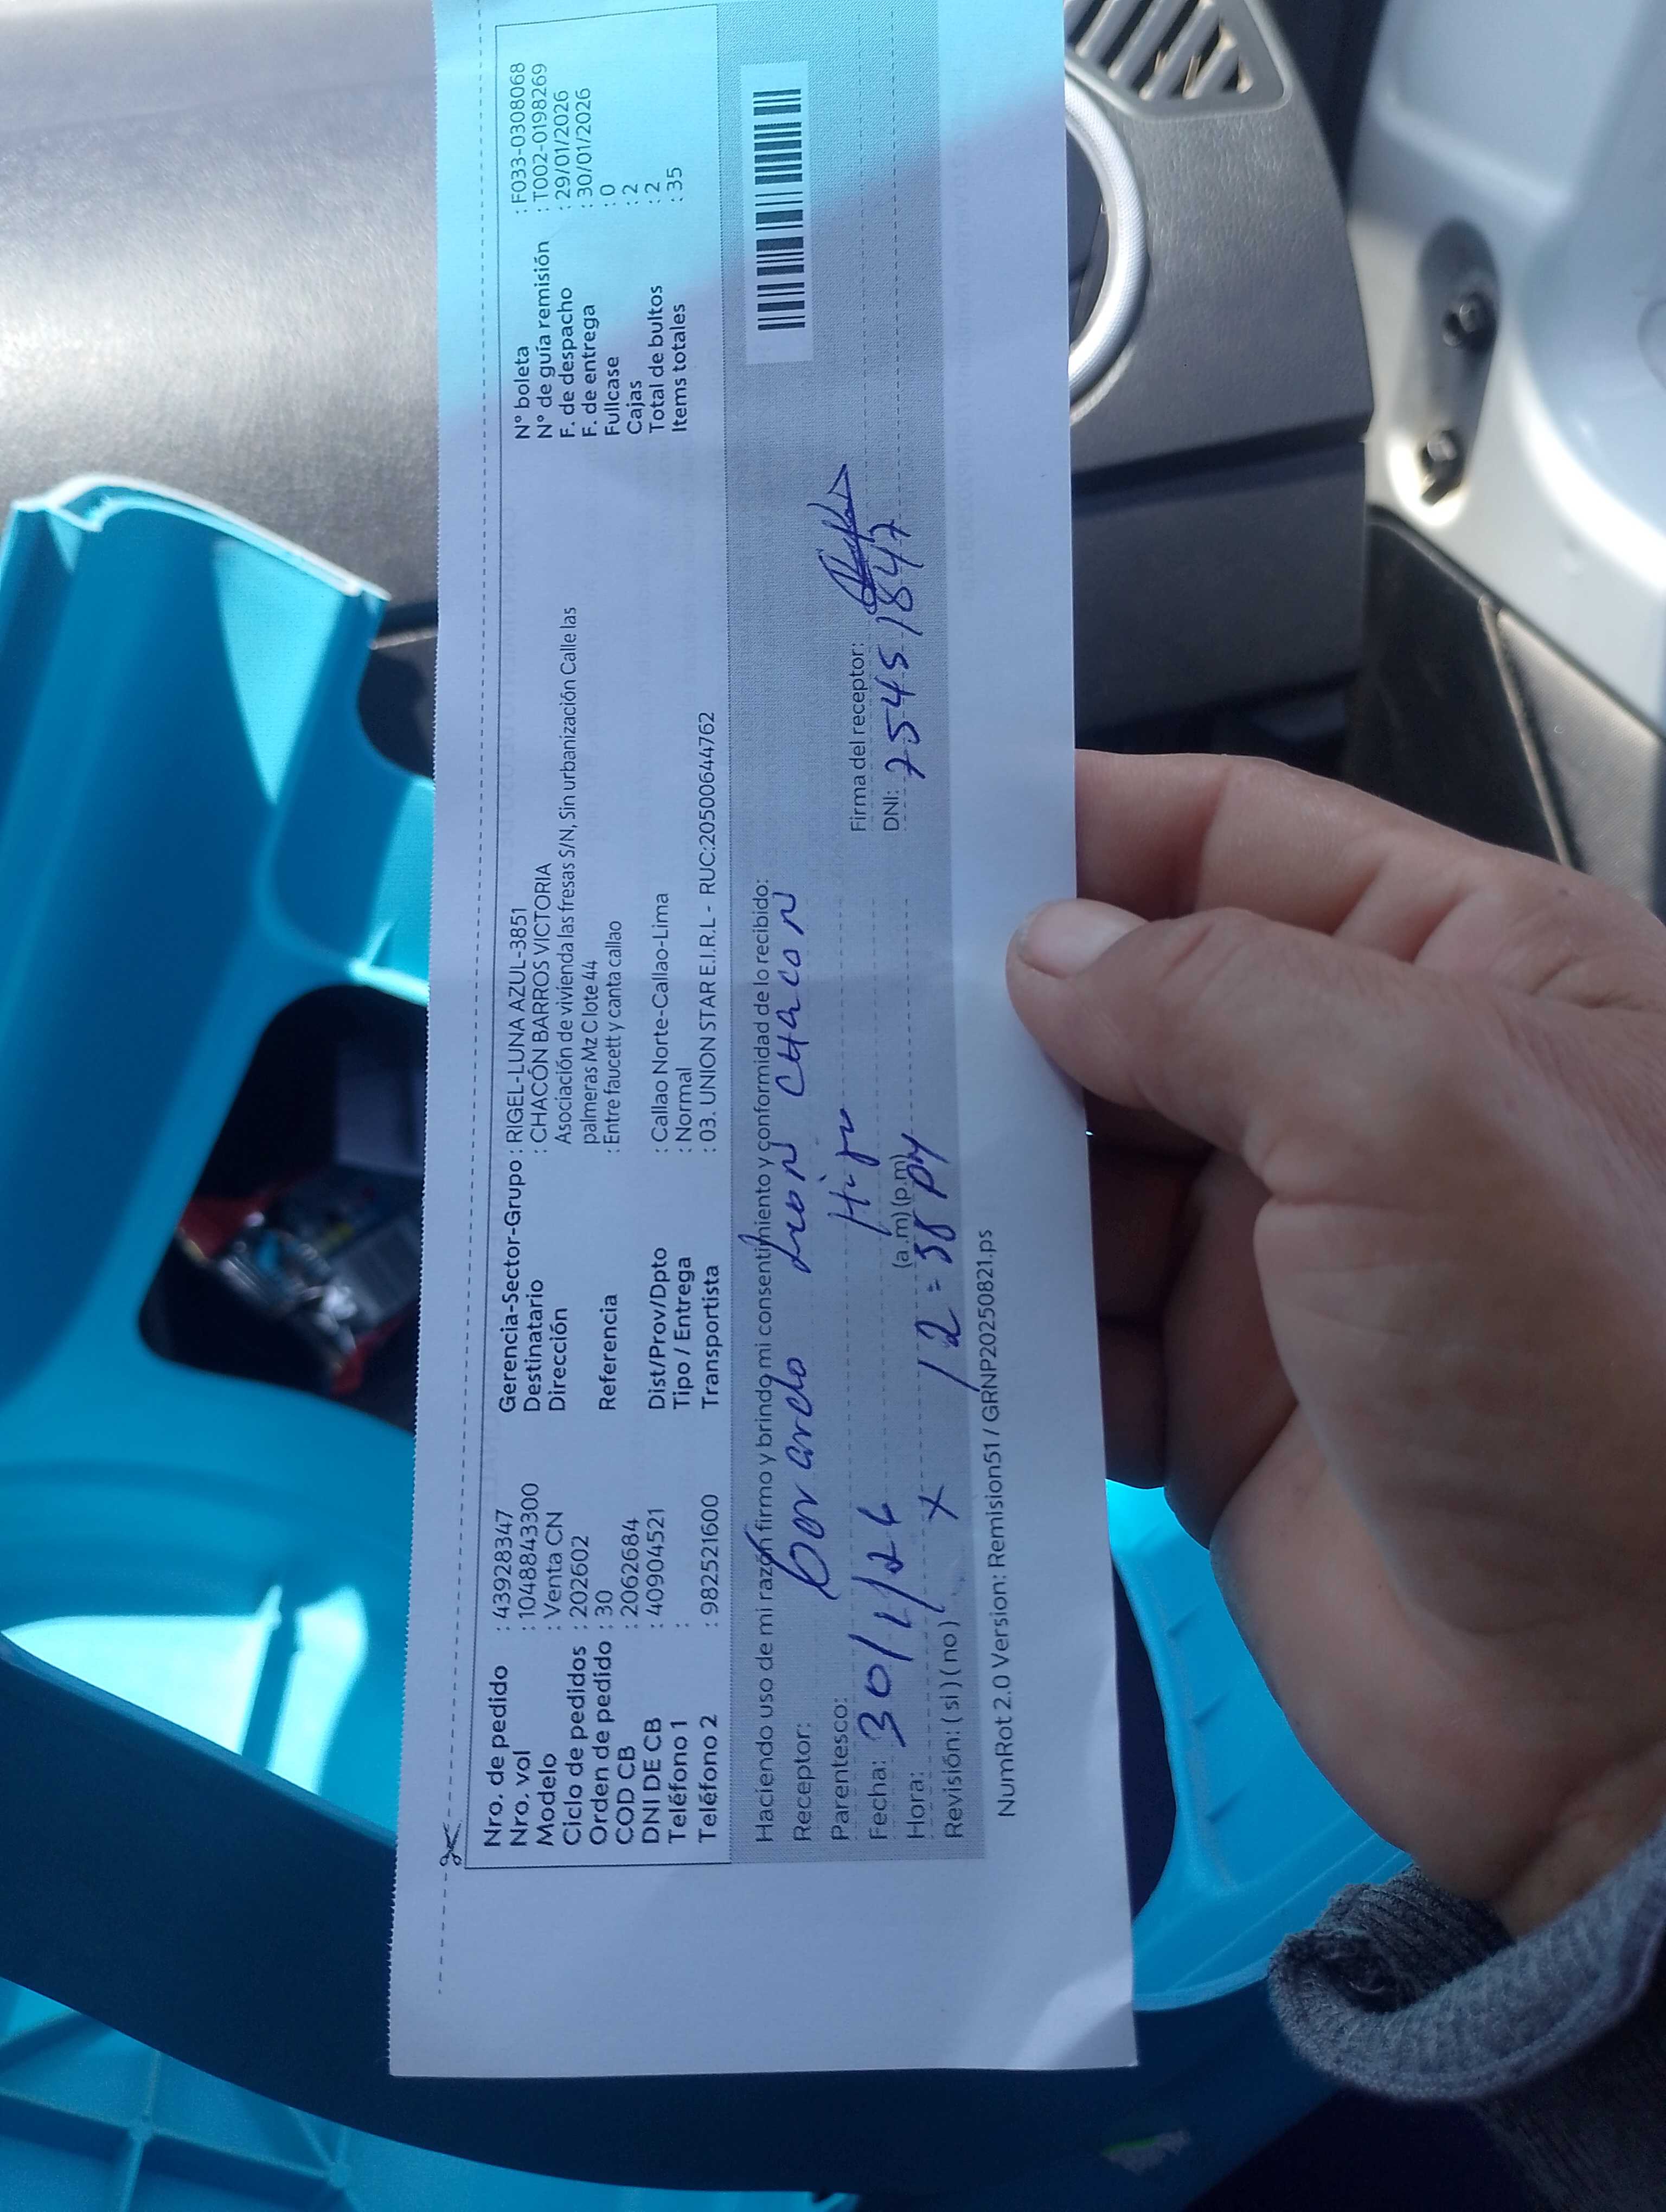 Nro. de pedido : 43928347
Nro. vol : 1048843300
Modelo : Venta CN
Ciclo de pedidos : 202602
Orden de pedido : 30
COD CB : 2062684
DNI DE CB : 40904521
Teléfono 1 :
Teléfono 2 : 982521600
Gerencia-Sector-Grupo : RIGEL-LUNA AZUL-3851
Destinatario : CHACÓN BARROS VICTORIA
Dirección Asociación de vivienda las fresas S/N, Sin urbanización Calle las
palmeras Mz C lote 44
Referencia : Entre faucett y canta callao
Dist/Prov/Dpto : Callao Norte-Callao-Lima
Tipo / Entrega : Normal
Transportista : 03. UNION STAR E.I.R.L - RUC:20500644762
N° boleta : F033-0308068
N° de guía remisión : T002-0198269
F. de despacho : 29/01/2026
F. de entrega : 30/01/2026
Fullcase : 0
Cajas : 2
Total de bultos : 2
Items totales : 35
Haciendo uso de mi razón firmo y brindo mi consentimiento y conformidad de lo recibido:
Receptor: CHACON
Parentesco: Hijo
Fecha: 30/1/26
Hora: 12:38 PM (a.m) (p.m)
Revisión: ( si ) ( no ) X
Firma del receptor:
DNI: 75451847
NumRot 2.0 Version: Remision51 / GRNP20250821.ps